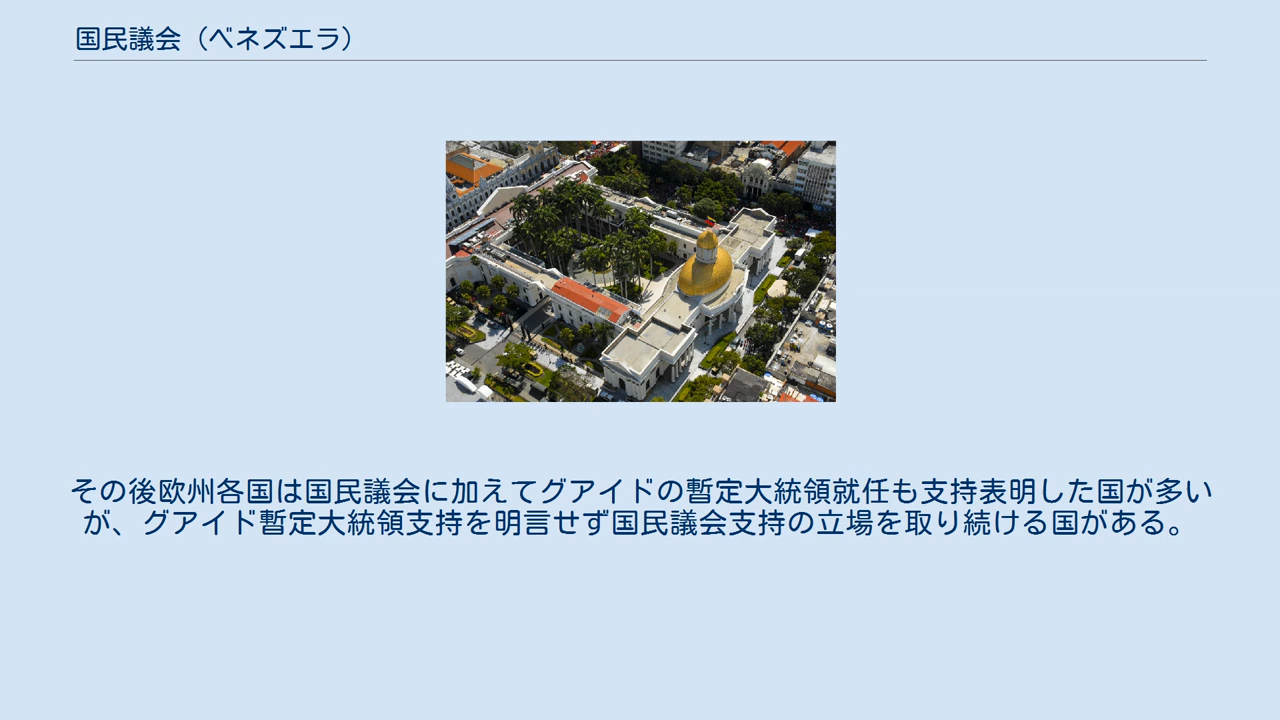 国民議会（ベネズエラ）
その後欧州各国は国民議会に加えてグアイドの暫定大統領就任も支持表明した国が多い
が、グアイド暫定大統領支持を明言せず国民議会支持の立場を取り続ける国がある。